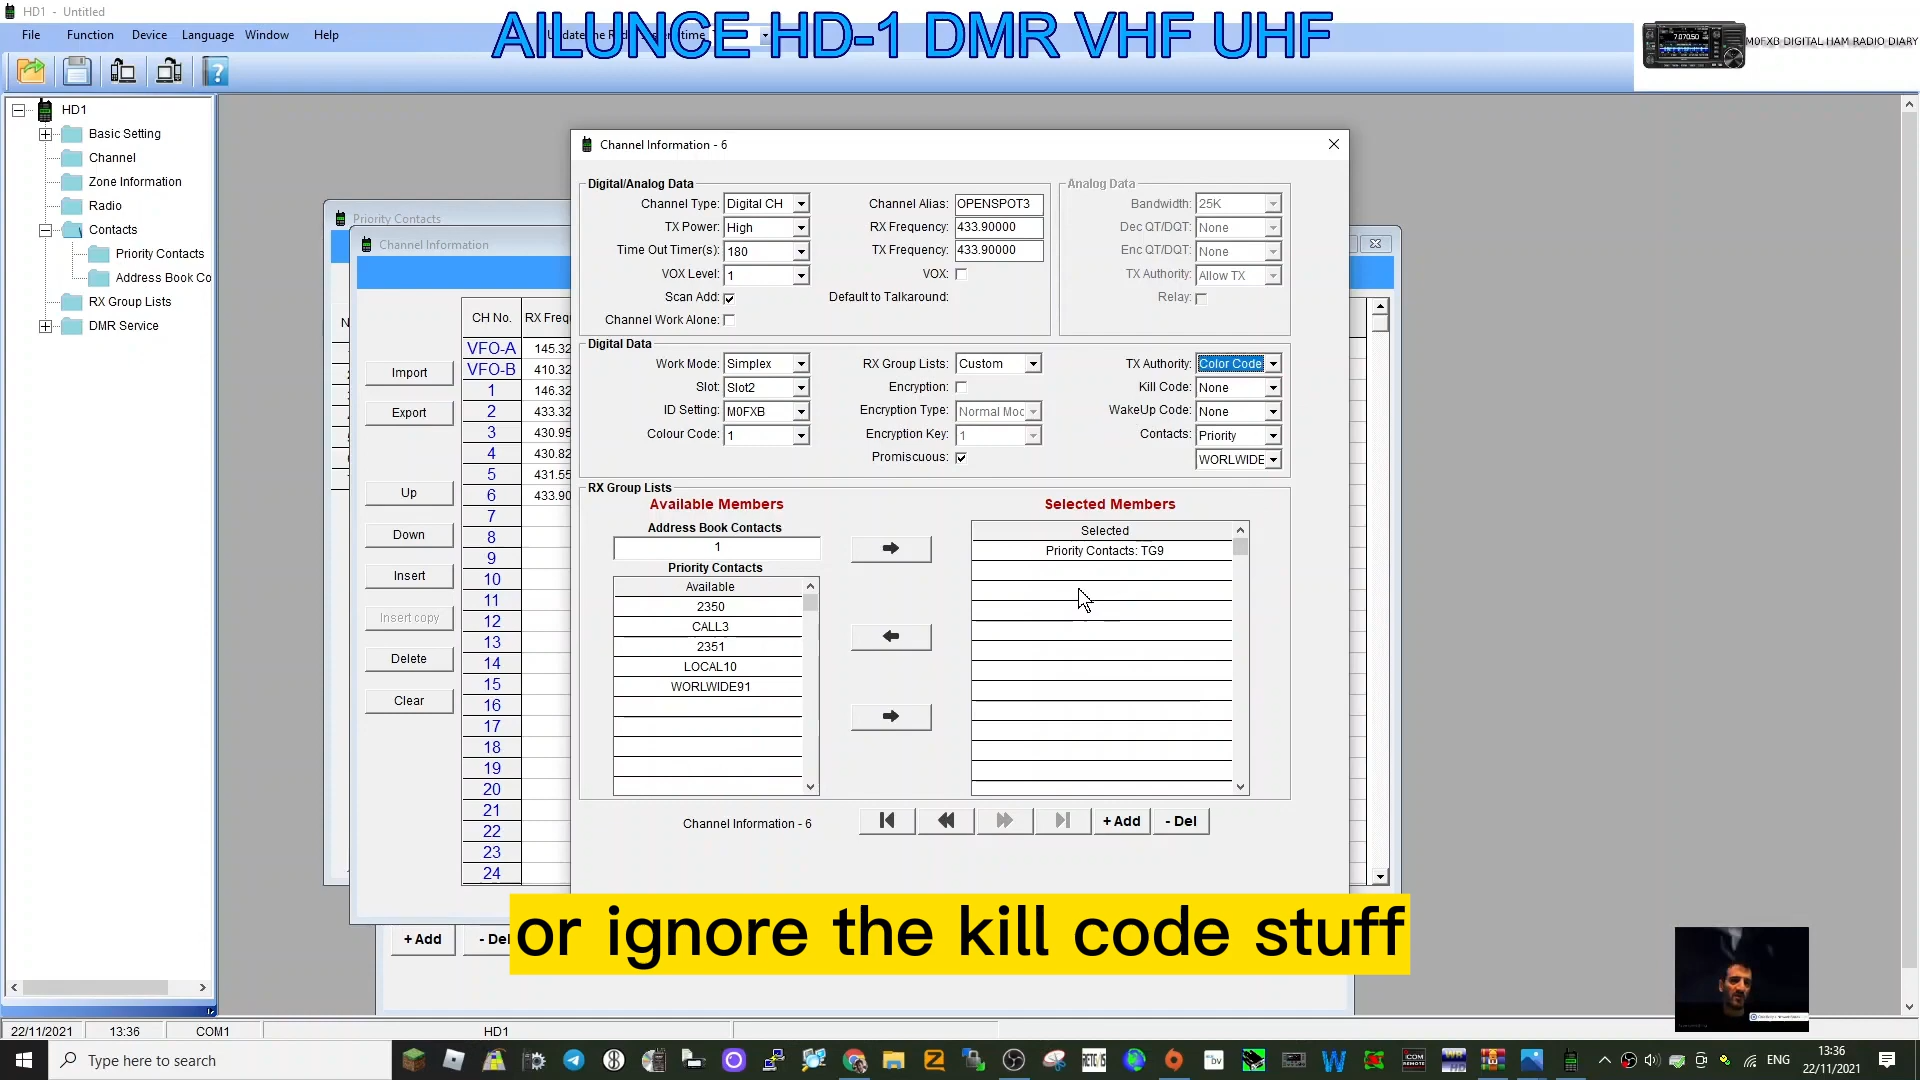 HD1 - Untitled
File Function Device Language Window Help
AILUNCE HD-1 DMR VHF UHF
M0FXB DIGITAL HAM RADIO DIARY
HD1
Basic Setting
Channel
Zone Information
Radio
Contacts
Priority Contacts
Address Book Co
RX Group Lists
DMR Service
Priority Contacts
Channel Information
Import
Export
Up
Down
Insert
Insert copy
Delete
Clear
CH No. RX Freq
VFO-A 145.32
VFO-B 410.32
1 146.32
2 433.32
3 430.95
4 430.82
5 431.55
6 433.90
7
8
9
10
11
12
13
14
15
16
17
18
19
20
21
22
23
24
+ Add - Del
Channel Information - 6
Digital/Analog Data
Channel Type: Digital CH
TX Power: High
Time Out Timer(s): 180
VOX Level: 1
Scan Add:
Channel Work Alone:
Channel Alias: OPENSPOT3
RX Frequency: 433.90000
TX Frequency: 433.90000
VOX:
Default to Talkaround:
Analog Data
Bandwidth: 25K
Dec QT/DQT: None
Enc QT/DQT: None
TX Authority: Allow TX
Relay:
Digital Data
Work Mode: Simplex
Slot: Slot2
ID Setting: M0FXB
Colour Code: 1
RX Group Lists: Custom
Encryption:
Encryption Type: Normal Moc
Encryption Key: 1
Promiscuous:
TX Authority: Color Code
Kill Code: None
WakeUp Code: None
Contacts: Priority
WORLWIDE
RX Group Lists
Available Members
Address Book Contacts
1
Priority Contacts
Available
2350
CALL3
2351
LOCAL10
WORLWIDE91
Selected Members
Selected
Priority Contacts: TG9
Channel Information - 6
+ Add - Del
or ignore the kill code stuff
22/11/2021 13:36 COM1 HD1
Type here to search
ENG
13:36
22/11/2021